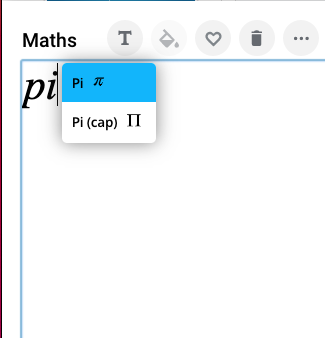 Maths T
pi
Pi π
Pi (cap) Π